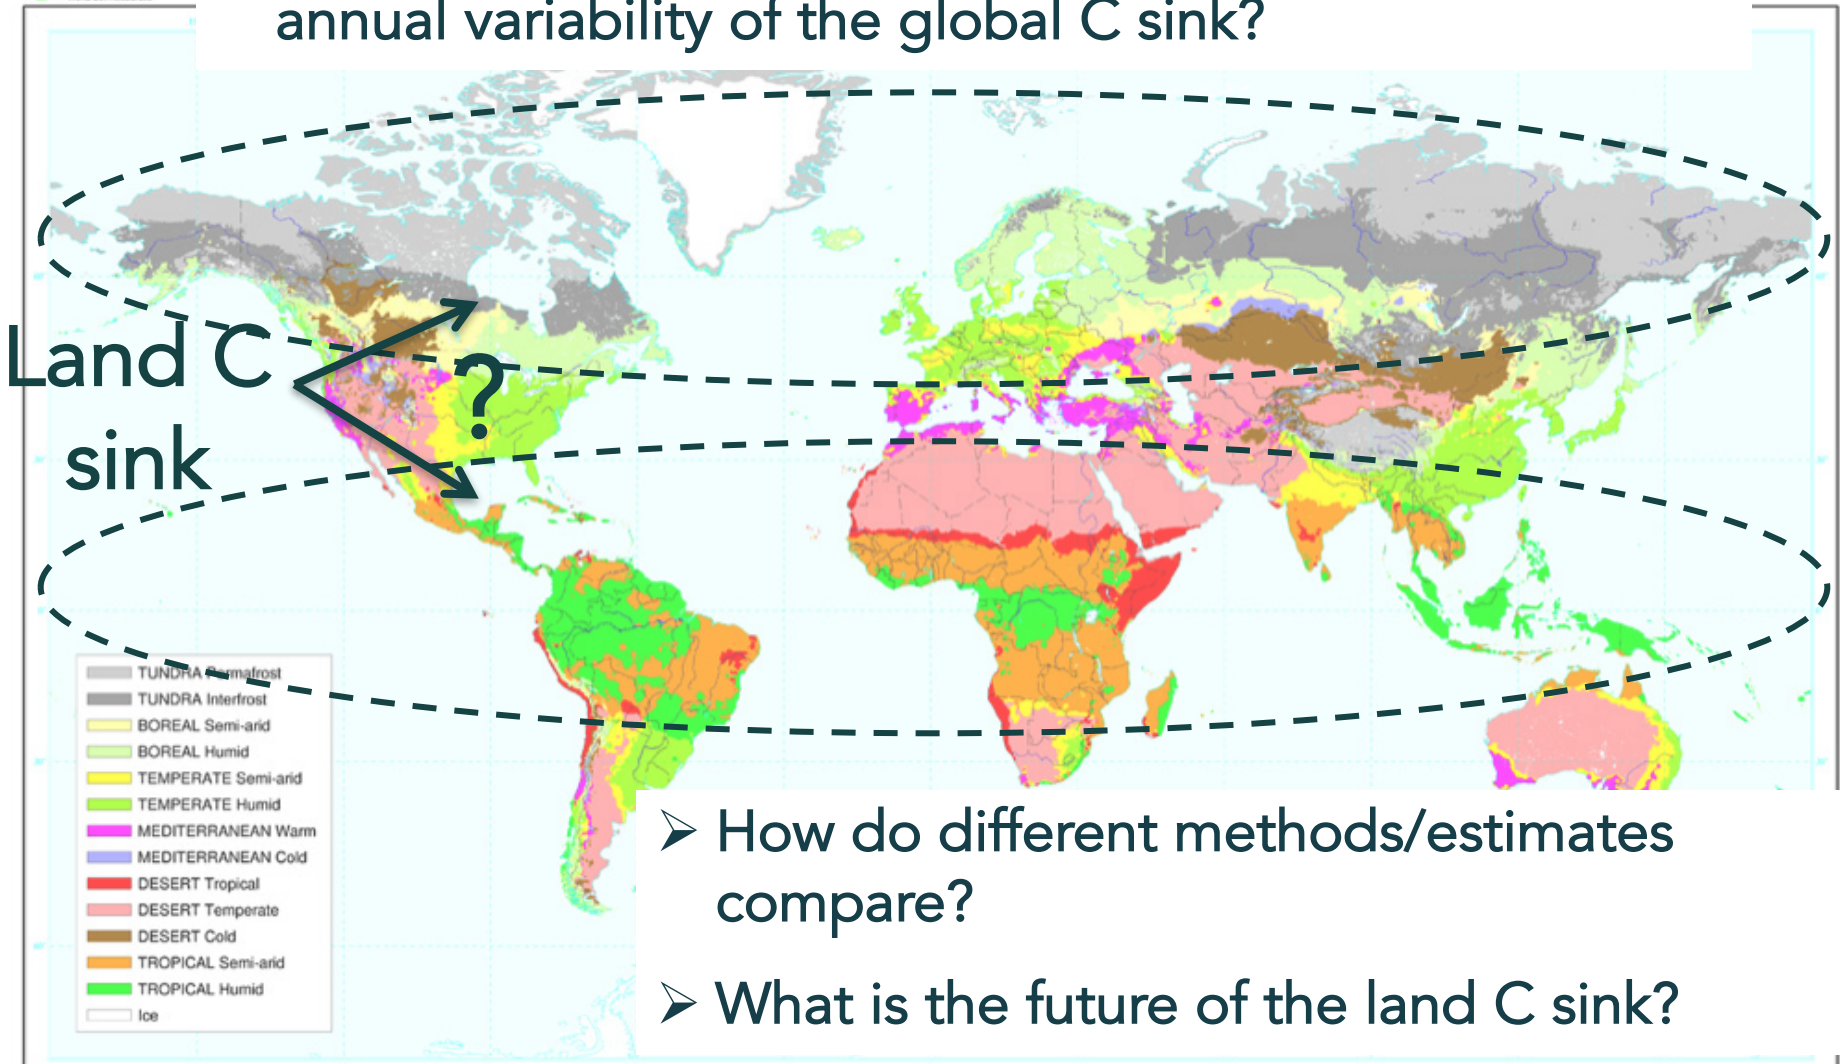 annual variability of the global C sink?
Land C
sink
?
TUNDRA Permafrost
TUNDRA Interfrost
BOREAL Semi-arid
BOREAL Humid
TEMPERATE Semi-arid
TEMPERATE Humid
MEDITERRANEAN Warm
MEDITERRANEAN Cold
DESERT Tropical
DESERT Temperate
DESERT Cold
TROPICAL Semi-arid
TROPICAL Humid
Ice
➢ How do different methods/estimates
compare?
➢ What is the future of the land C sink?